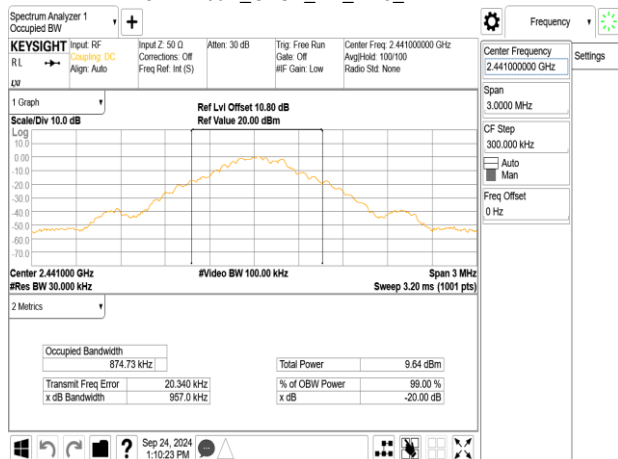 Spectrum Analyzer 1
Occupied BW
Frequency
KEYSIGHT
RL
Input: RF
Coupling: DC
Align: Auto
Input Z: 50 Ω
Corrections: Off
Freq Ref: Int (S)
Atten: 30 dB
Trig: Free Run
Gate: Off
#IF Gain: Low
Center Freq: 2.441000000 GHz
Avg|Hold: 100/100
Radio Std: None
Center Frequency
2.441000000 GHz
Settings
Span
3.0000 MHz
CF Step
300.000 kHz
Auto
Man
Freq Offset
0 Hz
1 Graph
Scale/Div 10.0 dB
Ref Lvl Offset 10.80 dB
Ref Value 20.00 dBm
Log
10.0
0.00
-10.0
-20.0
-30.0
-40.0
-50.0
-60.0
-70.0
Center 2.441000 GHz
#Video BW 100.00 kHz
Span 3 MHz
#Res BW 30.000 kHz
Sweep 3.20 ms (1001 pts)
2 Metrics
Occupied Bandwidth
874.73 kHz
Total Power 9.64 dBm
Transmit Freq Error 20.340 kHz
% of OBW Power 99.00 %
x dB Bandwidth 957.0 kHz
x dB -20.00 dB
?
Sep 24, 2024
1:10:23 PM